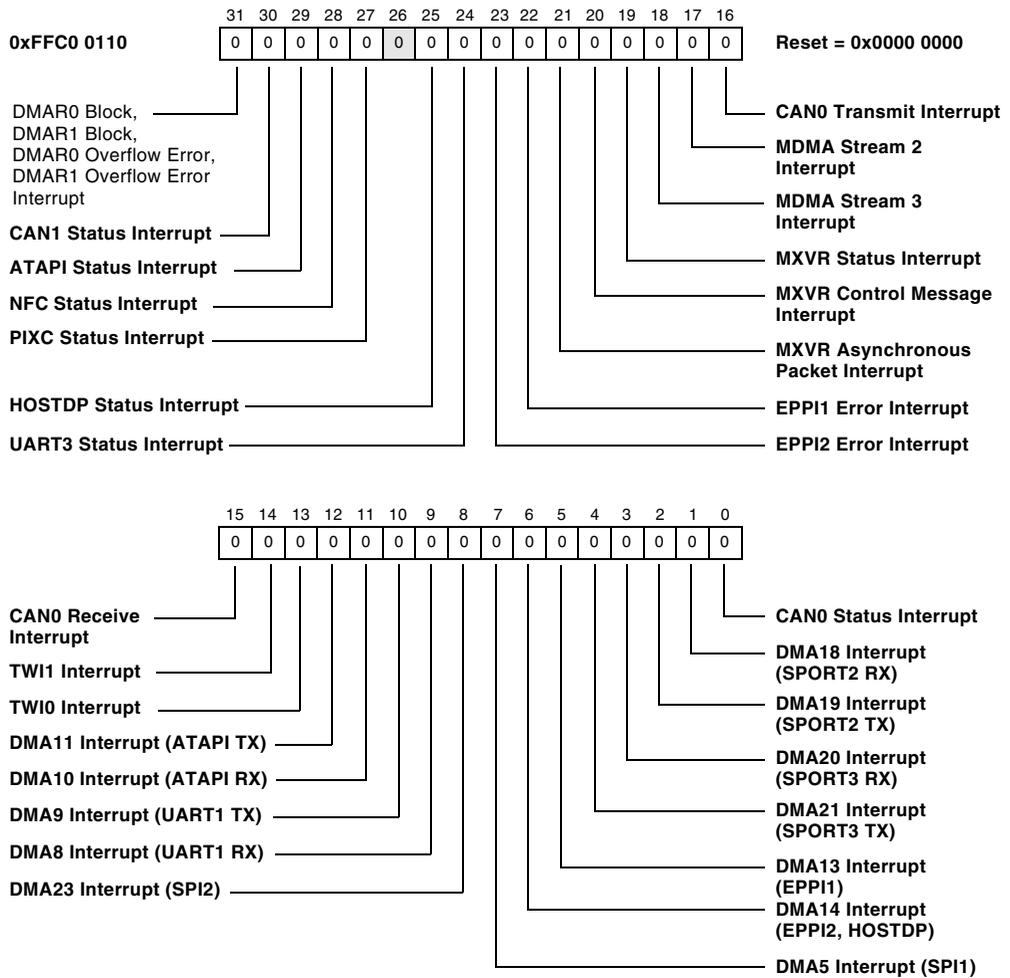 31 30 29 28 27 26 25 24 23 22 21 20 19 18 17 16
0xFFC0 0110
0 0 0 0 0 0 0 0 0 0 0 0 0 0 0 0
Reset = 0x0000 0000
DMAR0 Block,
DMAR1 Block,
DMAR0 Overflow Error,
DMAR1 Overflow Error
Interrupt
CAN1 Status Interrupt
ATAPI Status Interrupt
NFC Status Interrupt
PIXC Status Interrupt
HOSTDP Status Interrupt
UART3 Status Interrupt
CAN0 Transmit Interrupt
MDMA Stream 2
Interrupt
MDMA Stream 3
Interrupt
MXVR Status Interrupt
MXVR Control Message
Interrupt
MXVR Asynchronous
Packet Interrupt
EPPI1 Error Interrupt
EPPI2 Error Interrupt
15 14 13 12 11 10 9 8 7 6 5 4 3 2 1 0
0 0 0 0 0 0 0 0 0 0 0 0 0 0 0 0
CAN0 Receive
Interrupt
TWI1 Interrupt
TWI0 Interrupt
DMA11 Interrupt (ATAPI TX)
DMA10 Interrupt (ATAPI RX)
DMA9 Interrupt (UART1 TX)
DMA8 Interrupt (UART1 RX)
DMA23 Interrupt (SPI2)
CAN0 Status Interrupt
DMA18 Interrupt
(SPORT2 RX)
DMA19 Interrupt
(SPORT2 TX)
DMA20 Interrupt
(SPORT3 RX)
DMA21 Interrupt
(SPORT3 TX)
DMA13 Interrupt
(EPPI1)
DMA14 Interrupt
(EPPI2, HOSTDP)
DMA5 Interrupt (SPI1)